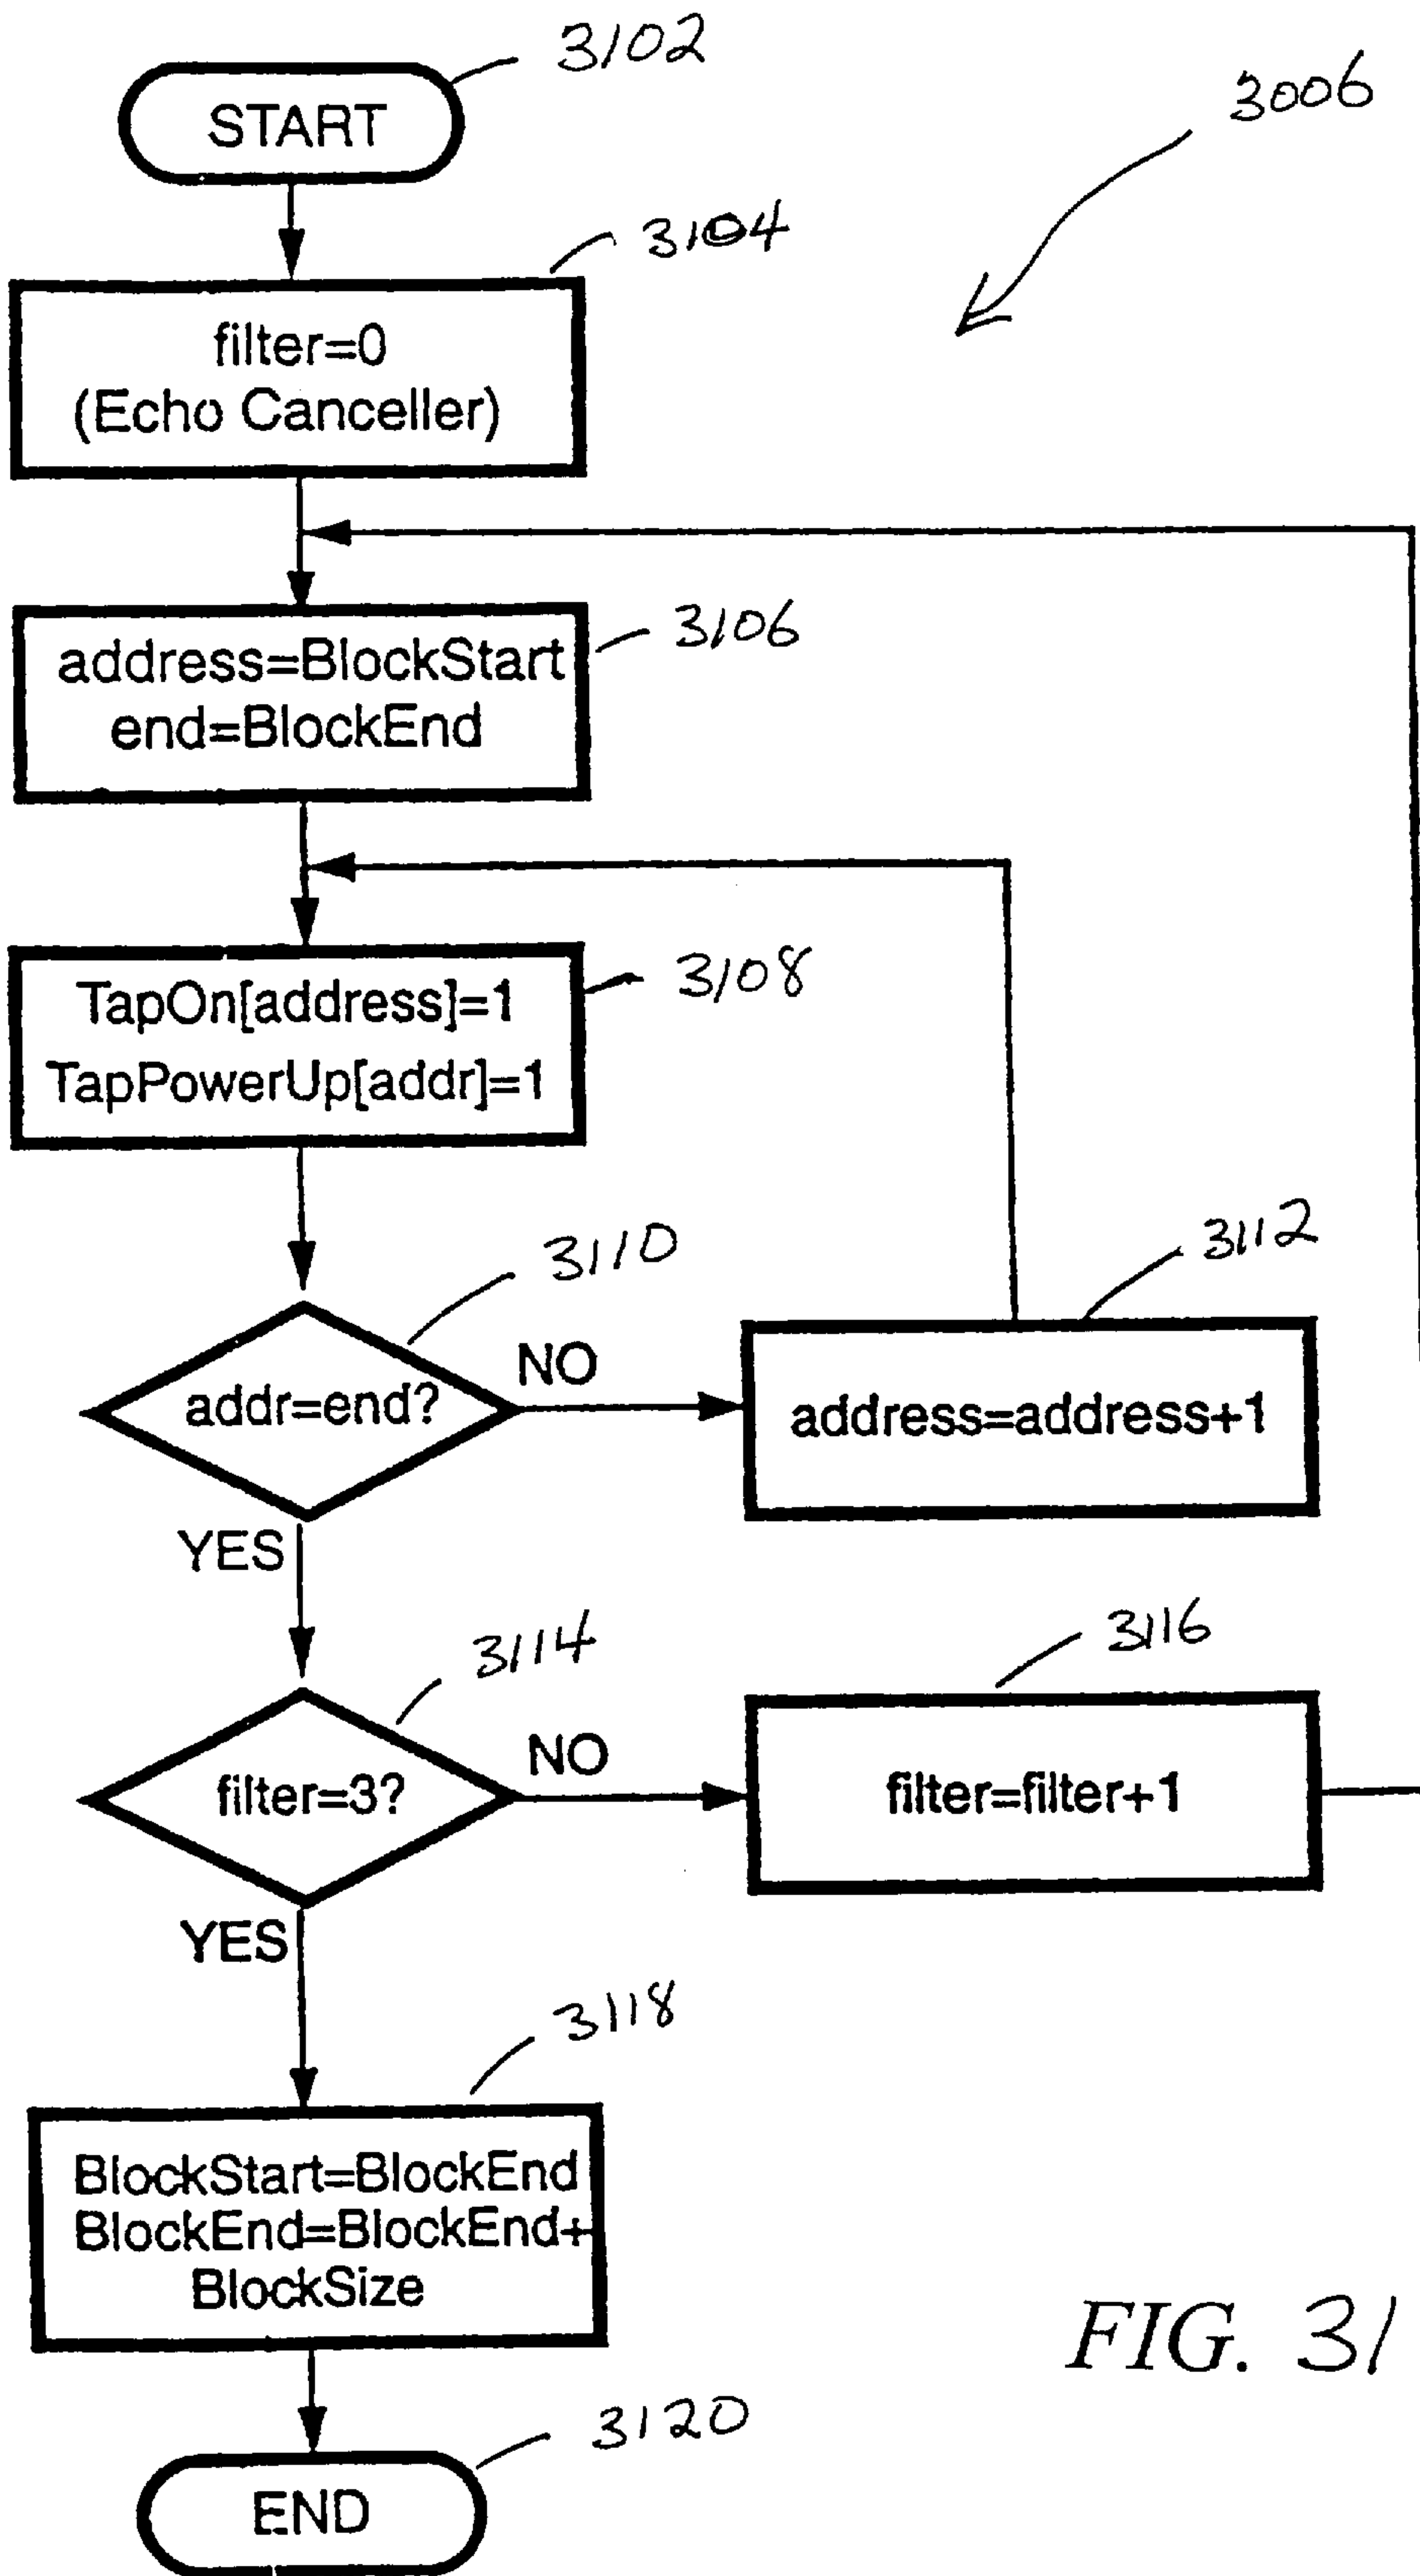 3102
START
3006
3104
filter=0
(Echo Canceller)
3106
address=BlockStart
end=BlockEnd
3108
TapOn[address]=1
TapPowerUp[addr]=1
3110
3112
NO
addr=end?
address=address+1
YES
3114
3116
NO
filter=3?
filter=filter+1
YES
3118
BlockStart=BlockEnd
BlockEnd=BlockEnd+
BlockSize
FIG. 31
3120
END